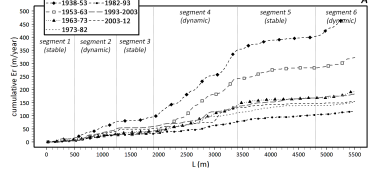 A
1938-53 1982-93
1953-63 1993-2003
1963-73 2003-12
1973-82
segment 1 segment 2 segment 3 segment 4 segment 5 segment 6
(stable) (dynamic) (stable) (dynamic) (stable) (dynamic)
cumulative Er (m/year)
500
450
400
350
300
250
200
150
100
50
0
0 500 1000 1500 2000 2500 3000 3500 4000 4500 5000 5500
L (m)